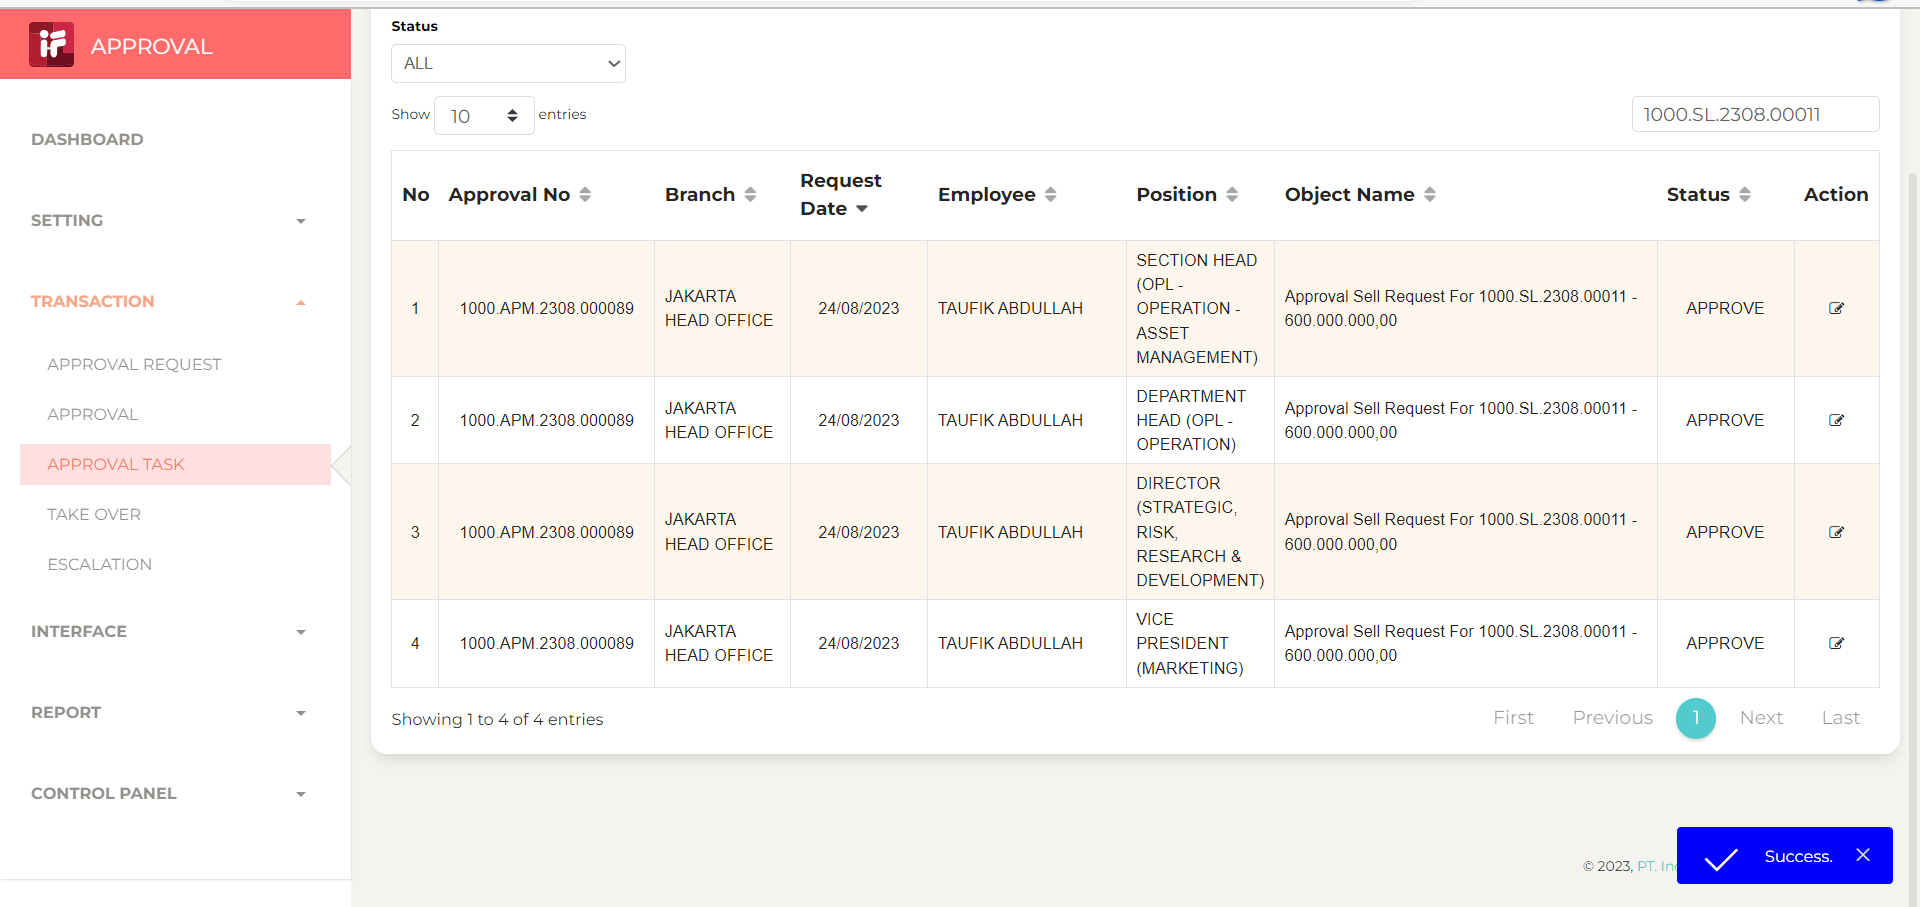 APPROVAL
DASHBOARD
SETTING
TRANSACTION
APPROVAL REQUEST
APPROVAL
APPROVAL TASK
TAKE OVER
ESCALATION
INTERFACE
REPORT
CONTROL PANEL
Status
ALL
Show 10 entries
1000.SL.2308.00011
No Approval No Branch Request Date Employee Position Object Name Status Action
1 1000.APM.2308.000089 JAKARTA HEAD OFFICE 24/08/2023 TAUFIK ABDULLAH SECTION HEAD (OPL - OPERATION - ASSET MANAGEMENT) Approval Sell Request For 1000.SL.2308.00011 - 600.000.000,00 APPROVE
2 1000.APM.2308.000089 JAKARTA HEAD OFFICE 24/08/2023 TAUFIK ABDULLAH DEPARTMENT HEAD (OPL - OPERATION) Approval Sell Request For 1000.SL.2308.00011 - 600.000.000,00 APPROVE
3 1000.APM.2308.000089 JAKARTA HEAD OFFICE 24/08/2023 TAUFIK ABDULLAH DIRECTOR (STRATEGIC, RISK, RESEARCH & DEVELOPMENT) Approval Sell Request For 1000.SL.2308.00011 - 600.000.000,00 APPROVE
4 1000.APM.2308.000089 JAKARTA HEAD OFFICE 24/08/2023 TAUFIK ABDULLAH VICE PRESIDENT (MARKETING) Approval Sell Request For 1000.SL.2308.00011 - 600.000.000,00 APPROVE
Showing 1 to 4 of 4 entries
First Previous 1 Next Last
© 2023, PT.
Success.